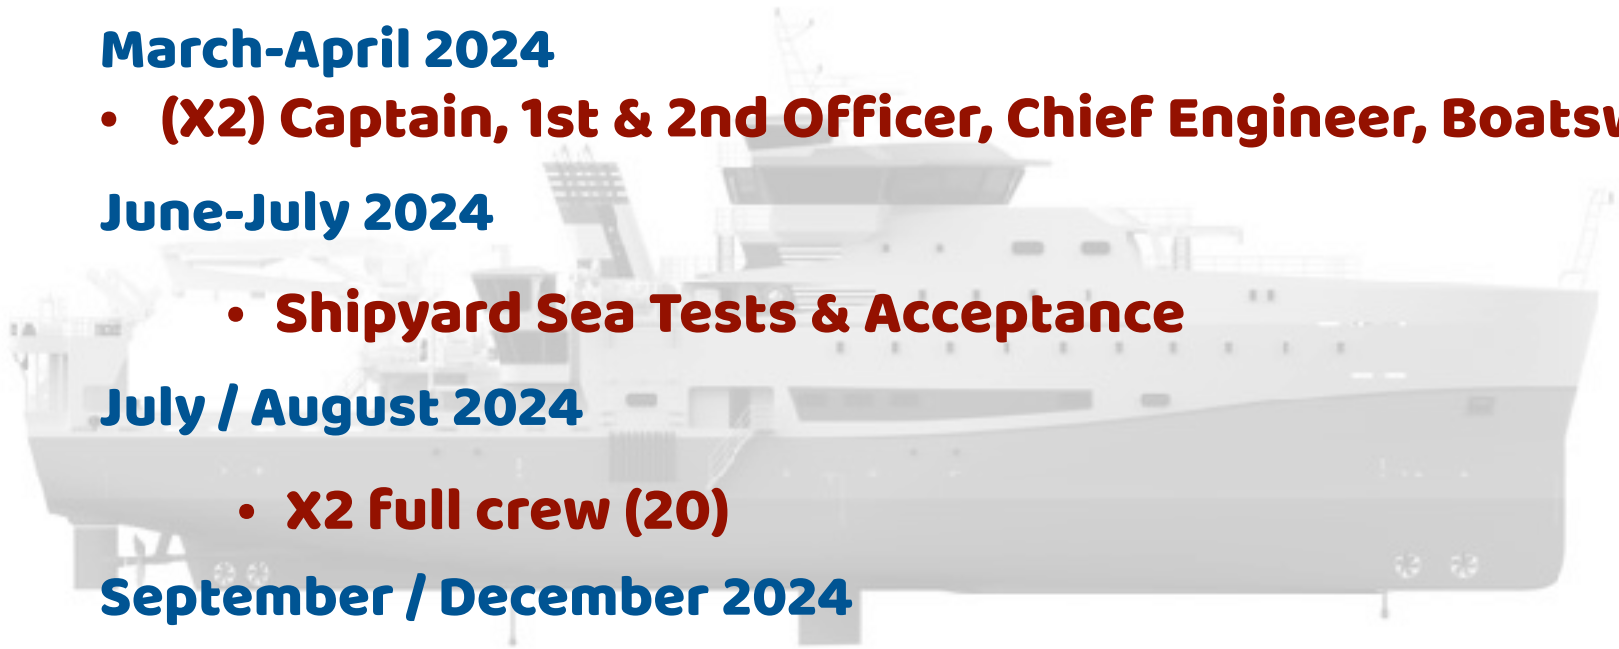 March-April 2024
• (X2) Captain, 1st & 2nd Officer, Chief Engineer,
June-July 2024
• Shipyard Sea Tests & Acceptance
July / August 2024
• X2 full crew (20)
September / December 2024